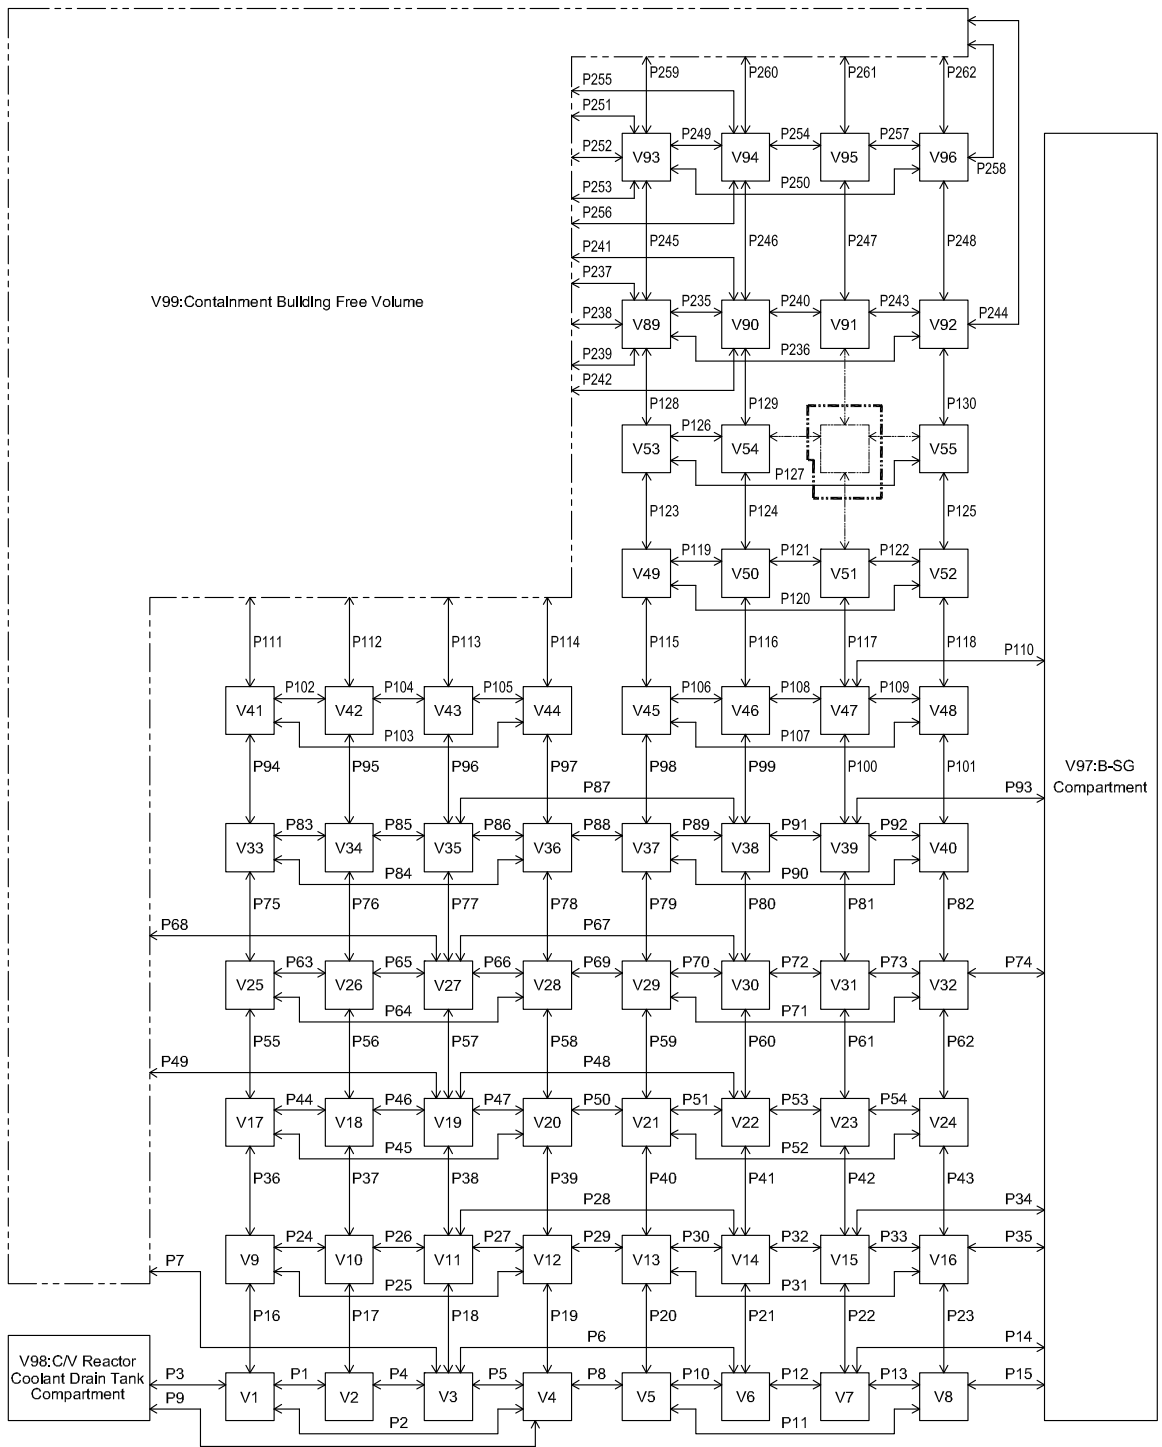 P259
P260
P261
P262
P255
P251
P249
P254
P257
P252
V93
V94
V95
V96
P258
P250
P253
P256
P245
P246
P247
P248
P241
P237
V99:Containment Building Free Volume
P235
P240
P243
P238
V89
V90
V91
V92
P244
P236
P239
P242
P128
P129
P130
P126
V53
V54
V55
P127
P123
P124
P125
P119
P121
P122
V49
V50
V51
V52
P120
P111
P112
P113
P114
P115
P116
P117
P118
P110
P102
P104
P105
P106
P108
P109
V41
V42
V43
V44
V45
V46
V47
V48
P103
P107
P94
P95
P96
P97
P98
P99
P100
P101
V97:B-SG
Compartment
P87
P93
P83
P85
P86
P88
P89
P91
P92
V33
V34
V35
V36
V37
V38
V39
V40
P84
P90
P75
P76
P77
P78
P79
P80
P81
P82
P68
P67
P63
P65
P66
P69
P70
P72
P73
P74
V25
V26
V27
V28
V29
V30
V31
V32
P64
P71
P55
P56
P57
P58
P59
P60
P61
P62
P49
P48
P44
P46
P47
P50
P51
P53
P54
V17
V18
V19
V20
V21
V22
V23
V24
P45
P52
P36
P37
P38
P39
P40
P41
P42
P43
P28
P34
P24
P26
P27
P29
P30
P32
P33
P35
P7
V9
V10
V11
V12
V13
V14
V15
V16
P25
P31
P16
P17
P18
P19
P20
P21
P22
P23
P6
P14
V98:C/V Reactor
Coolant Drain Tank
Compartment
P3
P1
P4
P5
P8
P10
P12
P13
P15
P9
V1
V2
V3
V4
V5
V6
V7
V8
P2
P11